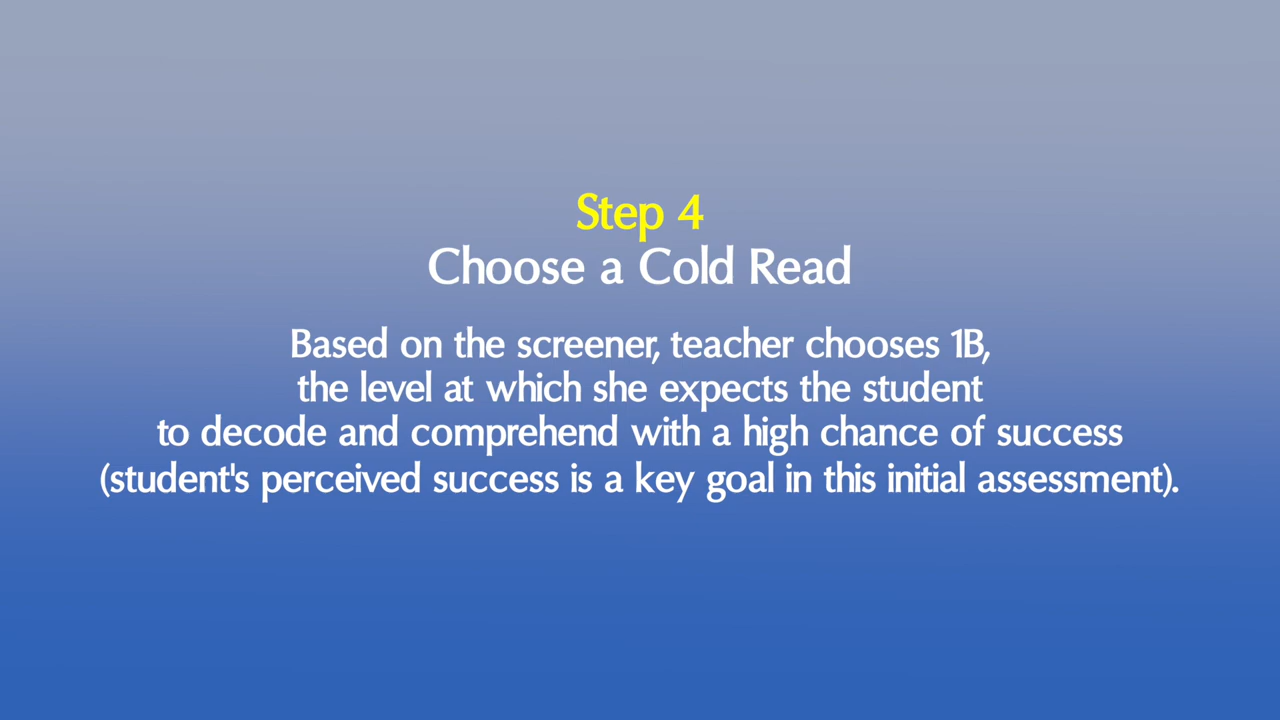 Step 4
Choose a Cold Read
Based on the screener, teacher chooses 1B,
the level at which she expects the student
to decode and comprehend with a high chance of success
(student's perceived success is a key goal in this initial assessment).